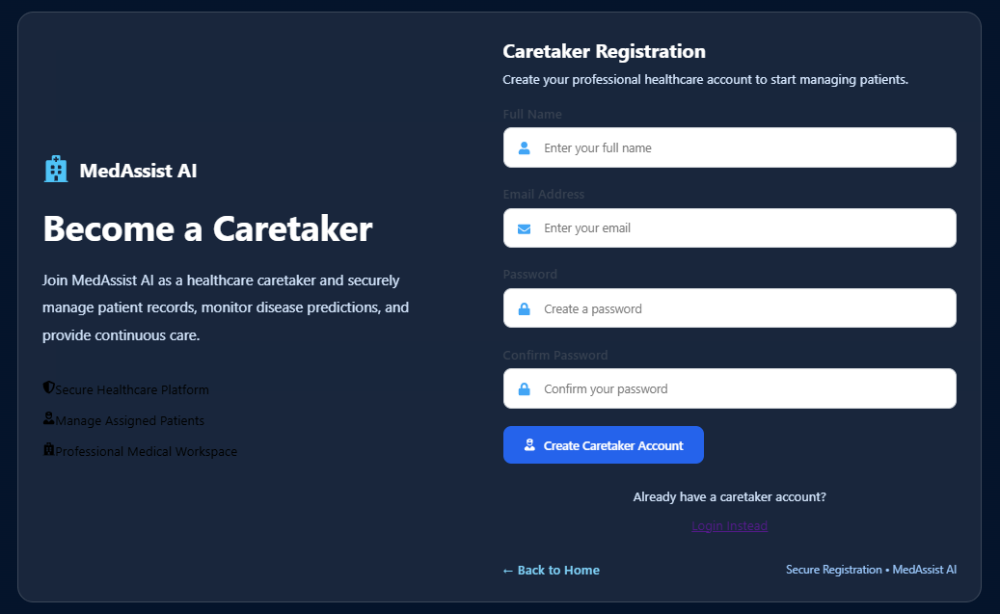 MedAssist AI
Become a Caretaker
Join MedAssist AI as a healthcare caretaker and securely
manage patient records, monitor disease predictions, and
provide continuous care.
Secure Healthcare Platform
Manage Assigned Patients
Professional Medical Workspace
Caretaker Registration
Create your professional healthcare account to start managing patients.
Full Name
Enter your full name
Email Address
Enter your email
Password
Create a password
Confirm Password
Confirm your password
Create Caretaker Account
Already have a caretaker account?
Login Instead
← Back to Home
Secure Registration • MedAssist AI